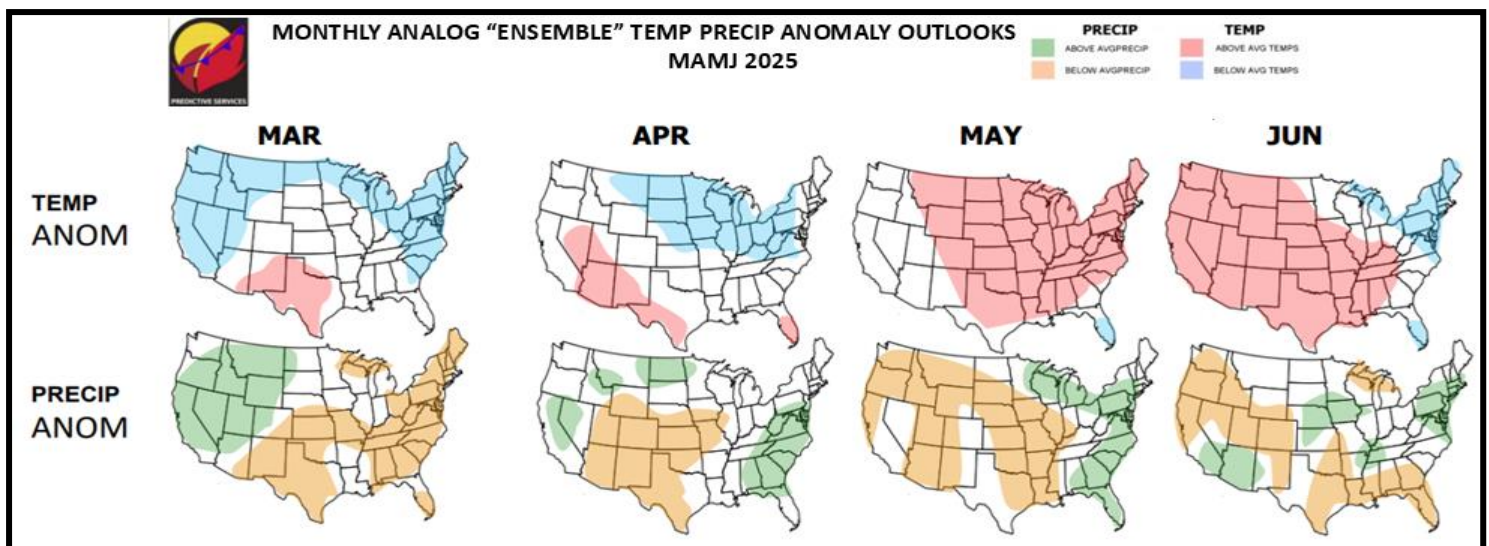 MONTHLY ANALOG “ENSEMBLE” TEMP PRECIP ANOMALY OUTLOOKS
MAMJ 2025
PRECIP
ABOVE AVGPRECIP
BELOW AVGPRECIP
TEMP
ABOVE AVG TEMPS
BELOW AVG TEMPS
PREDICTIVE SERVICES
MAR
APR
MAY
JUN
TEMP
ANOM
PRECIP
ANOM